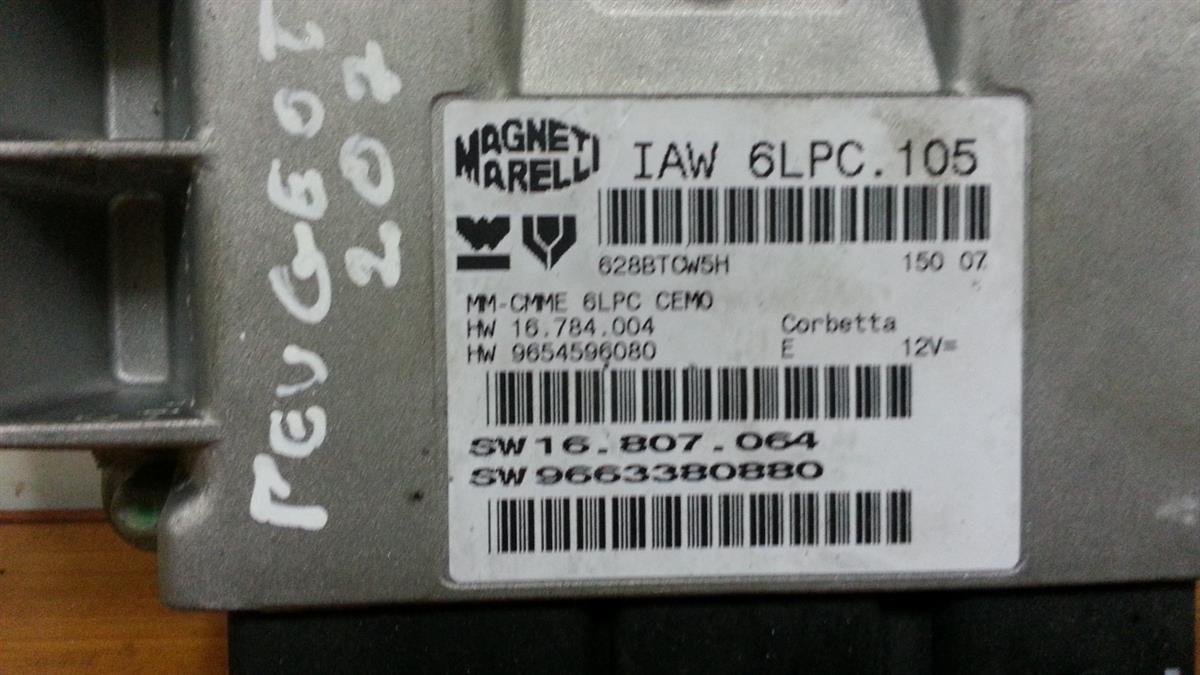 PEUGEOT
207
MAGNETI
MARELLI
IAW 6LPC.105
628BTCW5H 150 07
MM-CMME 6LPC CEMO
HW 16.784.004 Corbetta
HW 9654596080 E 12V=
SW 16.807.064
SW 9663380880